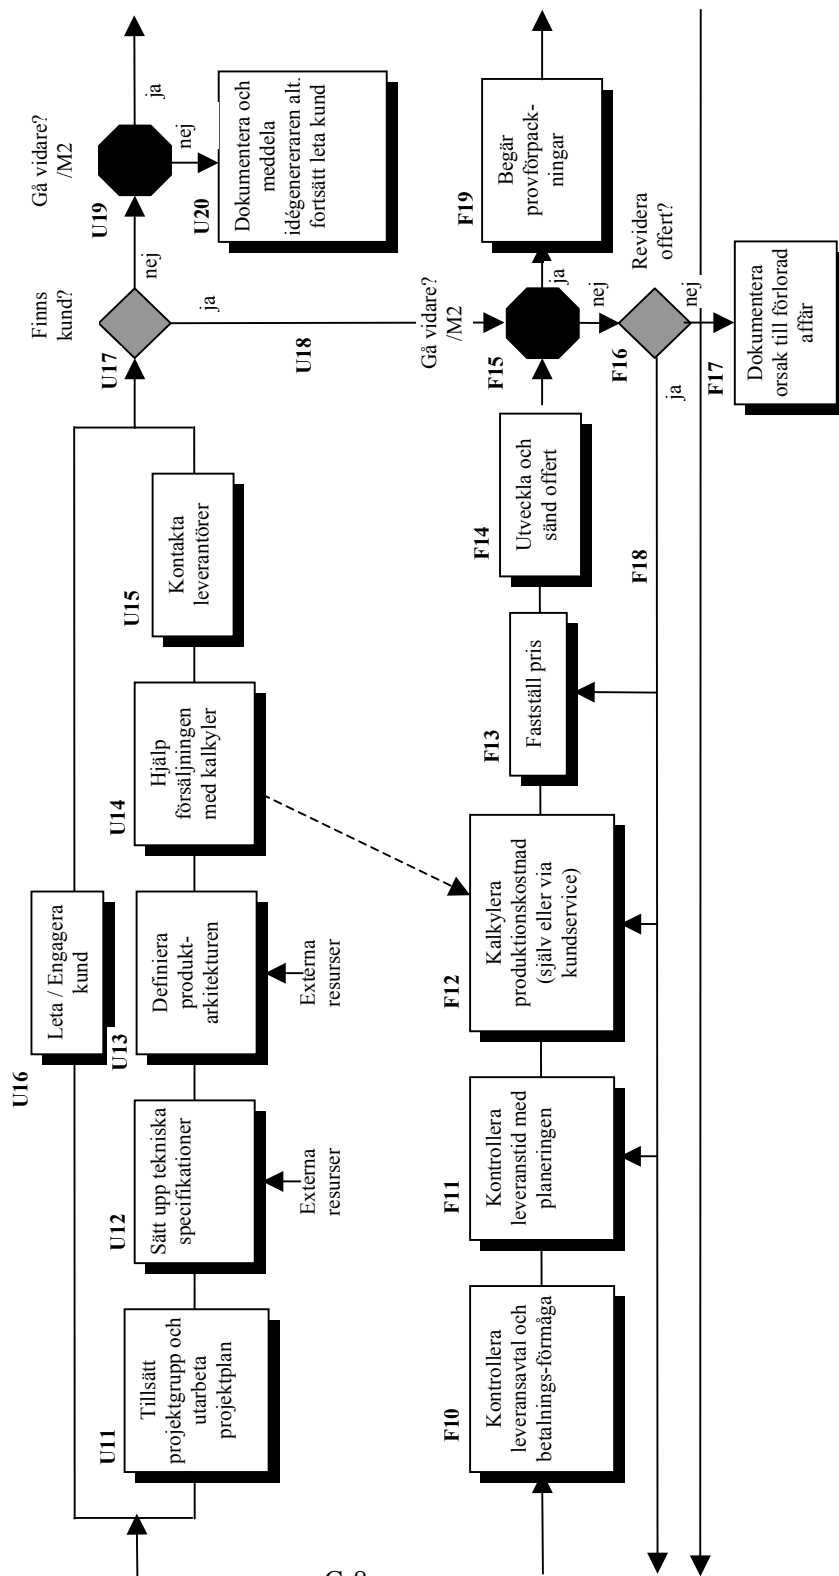 U16
Leta / Engagera
kund
U11
Tillsätt
projektgrupp och
utarbeta
projektplan
U12
Sätt upp tekniska
specifikationer
Externa
resurser
U13
Definiera
produkt-
arkitekturen
Externa
resurser
U14
Hjälp
försäljningen
med kalkyler
U15
Kontakta
leverantörer
U17
Finns
kund?
nej
ja
U18
U19
Gå vidare?
/M2
ja
nej
U20
Dokumentera och
meddela
idégenereraren alt.
fortsätt leta kund
F10
Kontrollera
leveransavtal och
betalnings-förmåga
F11
Kontrollera
leveranstid med
planeringen
F12
Kalkylera
produktionskostnad
(själv eller via
kundservice)
F13
Fastställ pris
F14
Utveckla och
sänd offert
F15
Gå vidare?
/M2
ja
nej
F19
Begär
provförpack-
ningar
F16
Revidera
offert?
nej
ja
F18
F17
Dokumentera
orsak till förlorad
affär